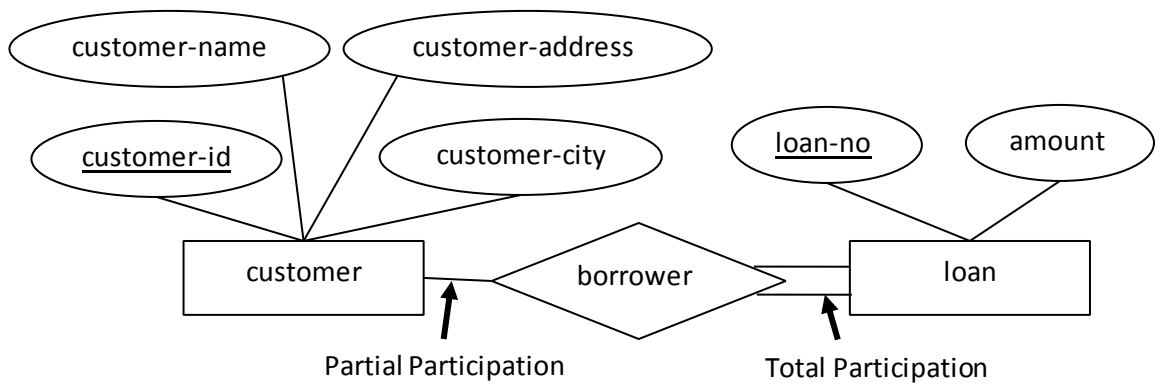 customer-name
customer-address
customer-id
customer-city
loan-no
amount
customer
borrower
loan
Partial Participation
Total Participation